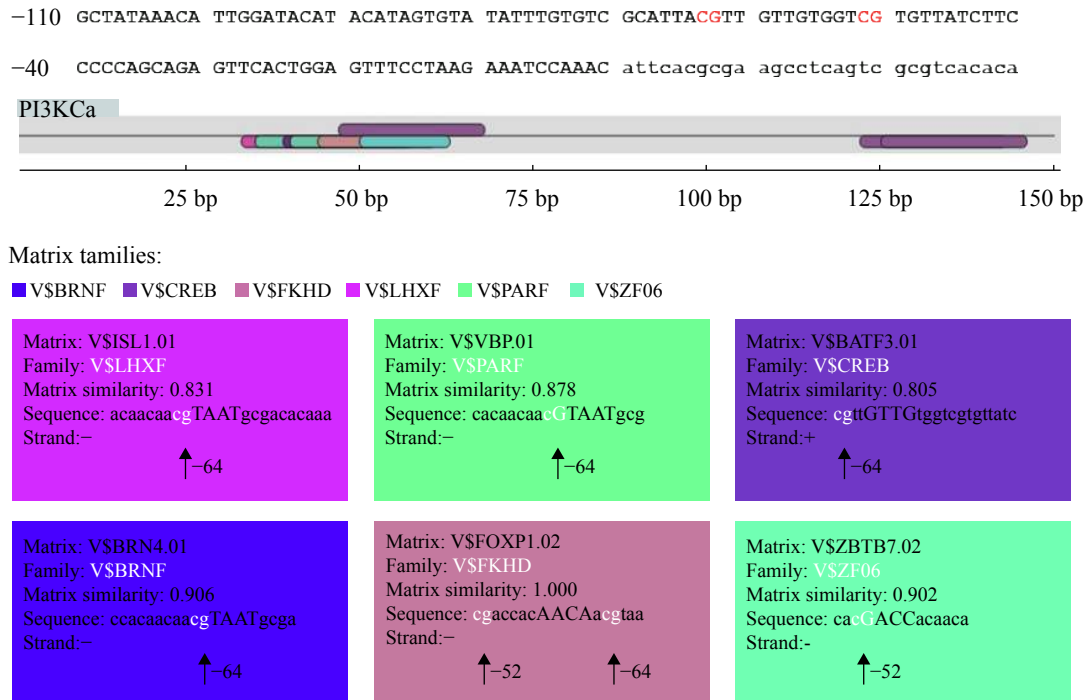 −110 GCTATAAACA TTGGATACAT ACATAGTGTA TATTTGTGTC GCATTACGTT GTTGTGGTCG TGTTATCTTC
−40 CCCCAGCAGA GTTCACTGGA GTTTCCTAAG AAATCCAAAC attcacgcga agcctcagtc gcgtcacaca
PI3KCa
25 bp 50 bp 75 bp 100 bp 125 bp 150 bp
Matrix tamilies:
V$BRNF V$CREB V$FKHD V$LHXF V$PARF V$ZF06
Matrix: V$ISL1.01
Family: V$LHXF
Matrix similarity: 0.831
Sequence: acaacaacgTAATgcgacacaaa
Strand:−
−64
Matrix: V$VBP.01
Family: V$PARF
Matrix similarity: 0.878
Sequence: cacaacaacGTAATgcg
Strand:−
−64
Matrix: V$BATF3.01
Family: V$CREB
Matrix similarity: 0.805
Sequence: cgttGTTGtggtcgtgttatc
Strand:+
−64
Matrix: V$BRN4.01
Family: V$BRNF
Matrix similarity: 0.906
Sequence: ccacaacaacgTAATgcga
Strand:−
−64
Matrix: V$FOXP1.02
Family: V$FKHD
Matrix similarity: 1.000
Sequence: cgaccacAACAacgtaa
Strand:−
−52 −64
Matrix: V$ZBTB7.02
Family: V$ZF06
Matrix similarity: 0.902
Sequence: cacGACCacaaca
Strand:-
−52